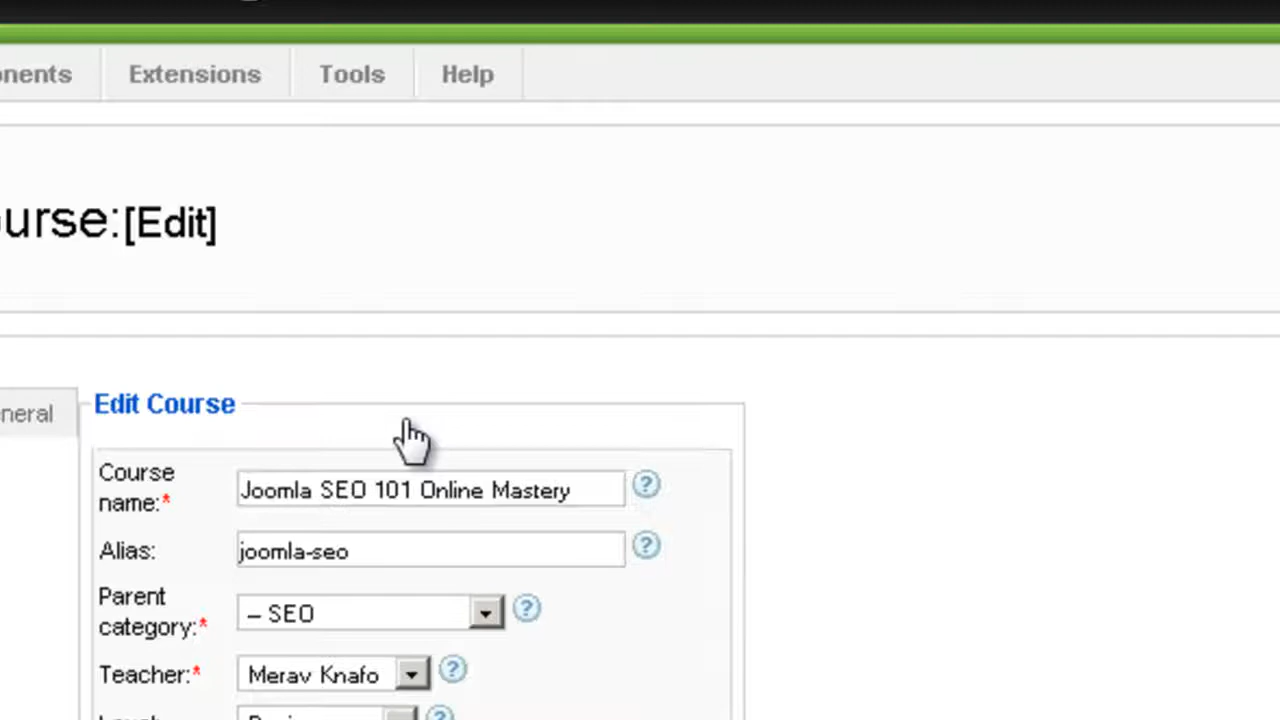 onents Extensions Tools Help
ourse:[Edit]
neral
Edit Course
Course name:* Joomla SEO 101 Online Mastery
Alias: joomla-seo
Parent category:* – SEO
Teacher:* Merav Knafo